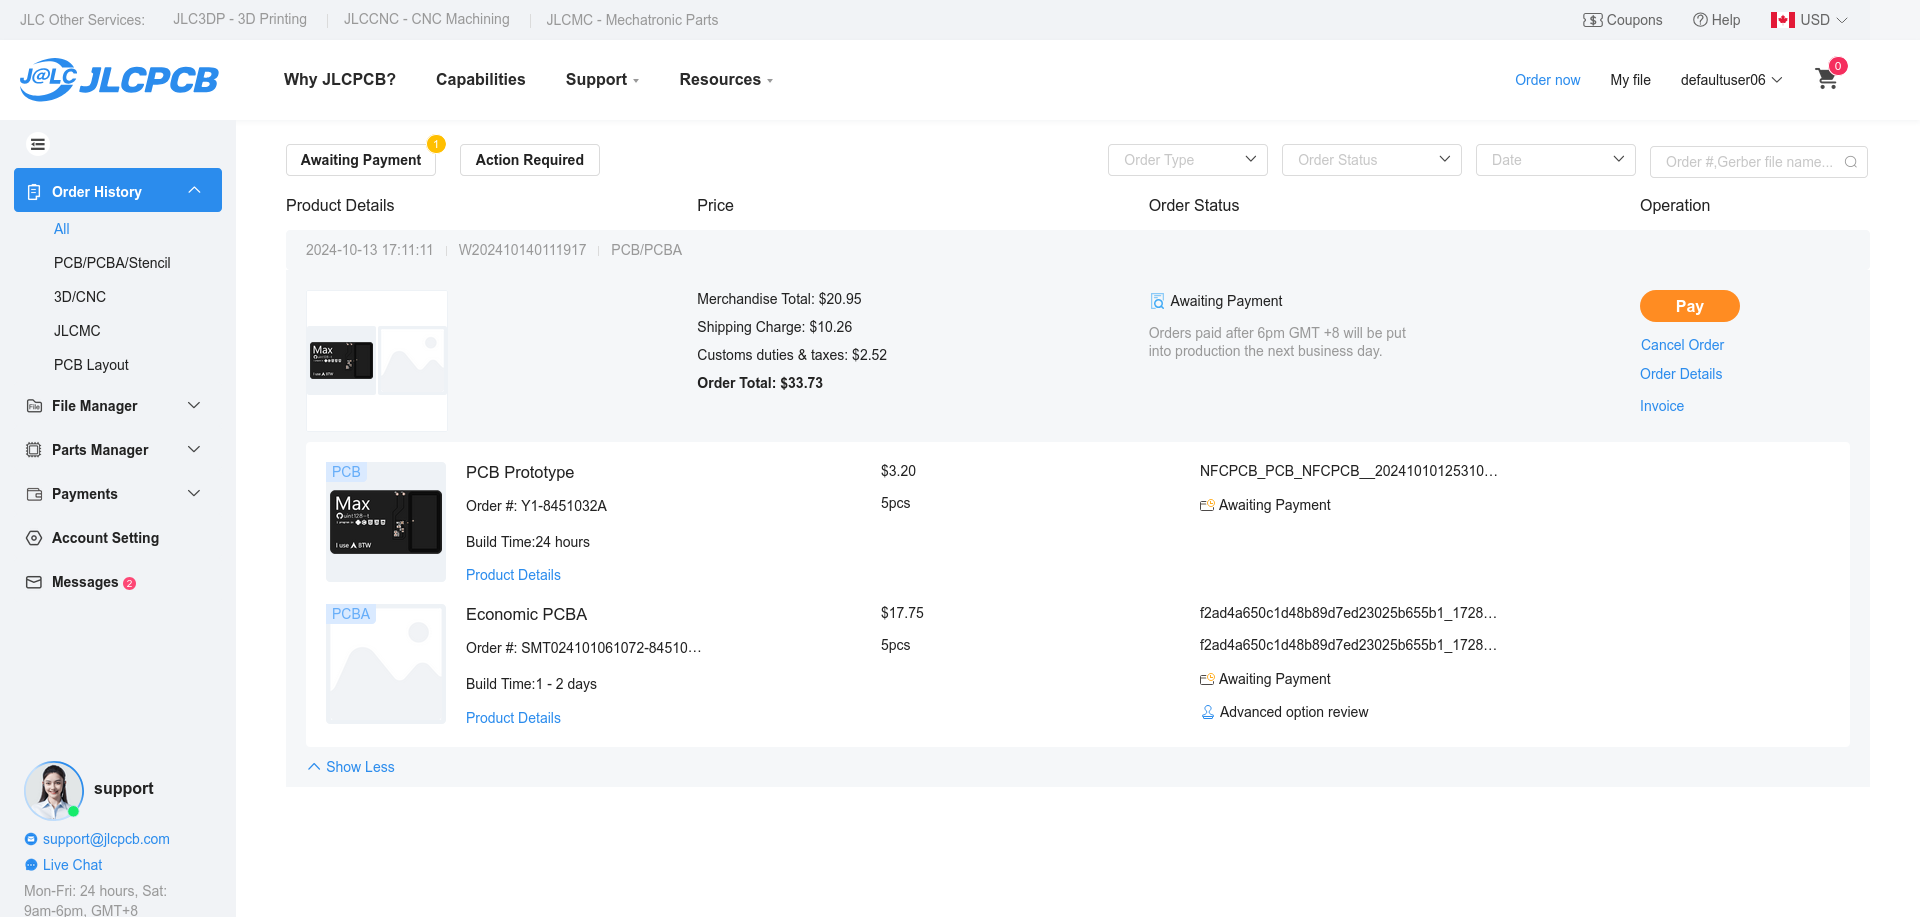 JLC Other Services: JLC3DP - 3D Printing JLCCNC - CNC Machining JLCMC - Mechatronic Parts Coupons Help USD
J@LC JLCPCB Why JLCPCB? Capabilities Support Resources Order now My file defaultuser06 0
Order History
All
PCB/PCBA/Stencil
3D/CNC
JLCMC
PCB Layout
File Manager
Parts Manager
Payments
Account Setting
Messages 2
support
support@jlcpcb.com
Live Chat
Mon-Fri: 24 hours, Sat:
9am-6pm, GMT+8
Awaiting Payment 1 Action Required Order Type Order Status Date Order #,Gerber file name...
Product Details Price Order Status Operation
2024-10-13 17:11:11 W202410140111917 PCB/PCBA
Max
Merchandise Total: $20.95
Shipping Charge: $10.26
Customs duties & taxes: $2.52
Order Total: $33.73
Awaiting Payment
Orders paid after 6pm GMT +8 will be put
into production the next business day.
Pay
Cancel Order
Order Details
Invoice
PCB
Max
uint128-t
I use BTW
PCB Prototype
Order #: Y1-8451032A
Build Time:24 hours
Product Details
$3.20
5pcs
NFCPCB_PCB_NFCPCB__20241010125310...
Awaiting Payment
PCBA
Economic PCBA
Order #: SMT024101061072-84510...
Build Time:1 - 2 days
Product Details
$17.75
5pcs
f2ad4a650c1d48b89d7ed23025b655b1_1728...
f2ad4a650c1d48b89d7ed23025b655b1_1728...
Awaiting Payment
Advanced option review
Show Less